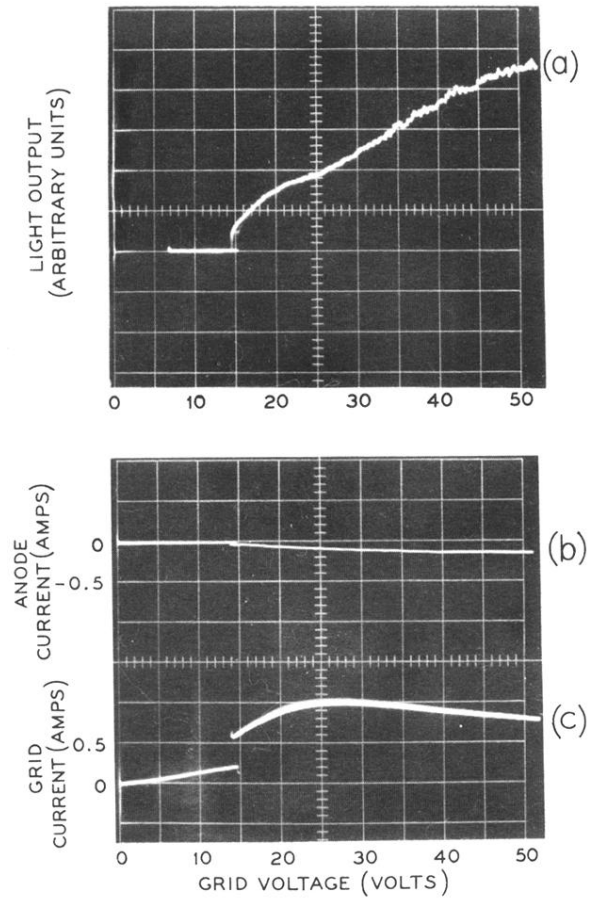 (a)
LIGHT OUTPUT
(ARBITRARY UNITS)
0 10 20 30 40 50
ANODE
CURRENT (AMPS)
0
-0.5
(b)
GRID
CURRENT (AMPS)
0.5
0
(c)
0 10 20 30 40 50
GRID VOLTAGE (VOLTS)